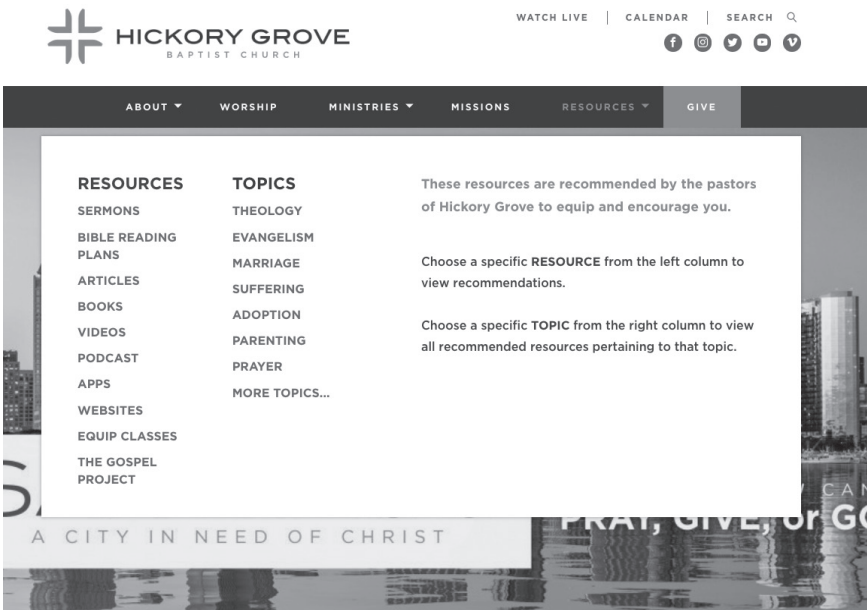 HICKORY GROVE
BAPTIST CHURCH
WATCH LIVE
CALENDAR
SEARCH
ABOUT
WORSHIP
MINISTRIES
MISSIONS
RESOURCES
GIVE
RESOURCES
SERMONS
BIBLE READING
PLANS
ARTICLES
BOOKS
VIDEOS
PODCAST
APPS
WEBSITES
EQUIP CLASSES
THE GOSPEL
PROJECT
TOPICS
THEOLOGY
EVANGELISM
MARRIAGE
SUFFERING
ADOPTION
PARENTING
PRAYER
MORE TOPICS...
These resources are recommended by the pastors
of Hickory Grove to equip and encourage you.
Choose a specific RESOURCE from the left column to
view recommendations.
Choose a specific TOPIC from the right column to view
all recommended resources pertaining to that topic.
A CITY IN NEED OF CHRIST
PRAY, GIVE, or